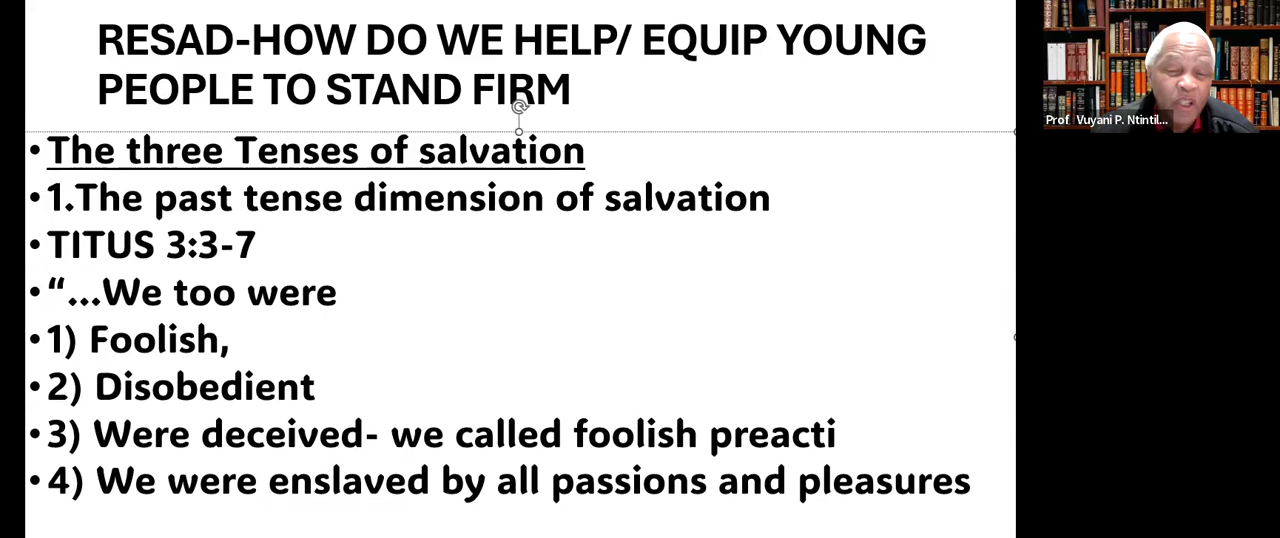 RESAD-HOW DO WE HELP/ EQUIP YOUNG
PEOPLE TO STAND FIRM
• The three Tenses of salvation
• 1.The past tense dimension of salvation
• TITUS 3:3-7
• “...We too were
• 1) Foolish,
• 2) Disobedient
• 3) Were deceived- we called foolish preacti
• 4) We were enslaved by all passions and pleasures
Prof Vuyani P. Ntintil...